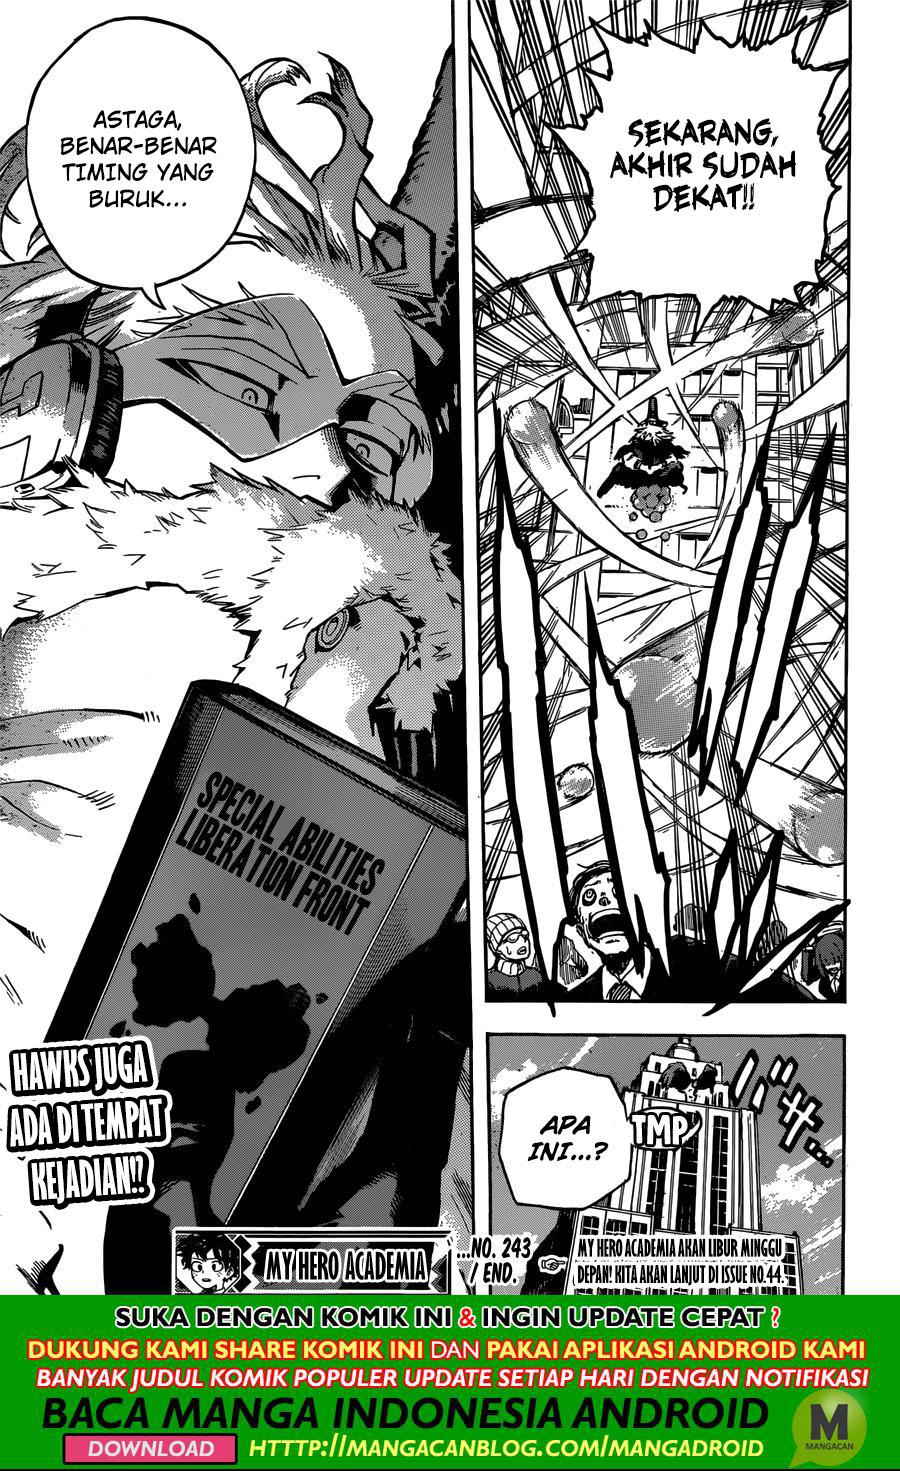 SEKARANG,
AKHIR SUDAH
DEKAT!!
APA
INI...?
TMP
バサ...
ASTAGA,
BENAR-BENAR
TIMING YANG
BURUK...
SPECIAL ABILITIES
LIBERATION FRONT
HAWKS JUGA
ADA DI TEMPAT
KEJADIAN!?
MY HERO ACADEMIA
...NO. 243
/ END.
MY HERO ACADEMIA AKAN LIBUR MINGGU
DEPAN! KITA AKAN LANJUT DI ISSUE NO.44.
SUKA DENGAN KOMIK INI & INGIN UPDATE CEPAT ?
DUKUNG KAMI SHARE KOMIK INI DAN PAKAI APLIKASI ANDROID KAMI
BANYAK JUDUL KOMIK POPULER UPDATE SETIAP HARI DENGAN NOTIFIKASI
BACA MANGA INDONESIA ANDROID
DOWNLOAD HTTTP://MANGACANBLOG.COM/MANGADROID
M
MANGACAN